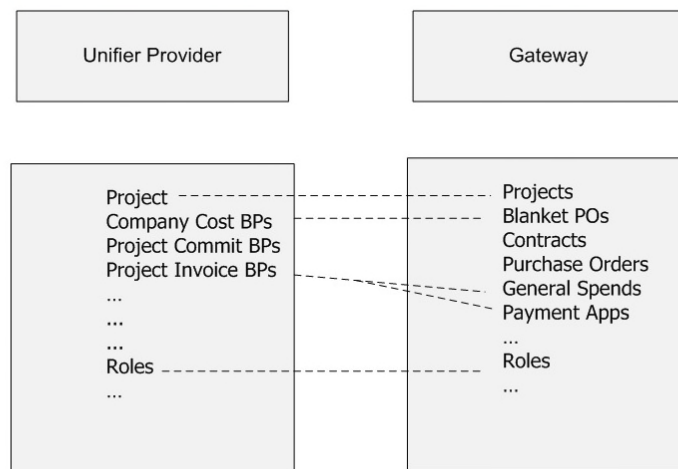 Unifier Provider
Gateway
Project
Company Cost BPs
Project Commit BPs
Project Invoice BPs
...
...
...
Roles
...
Projects
Blanket POs
Contracts
Purchase Orders
General Spends
Payment Apps
...
Roles
...